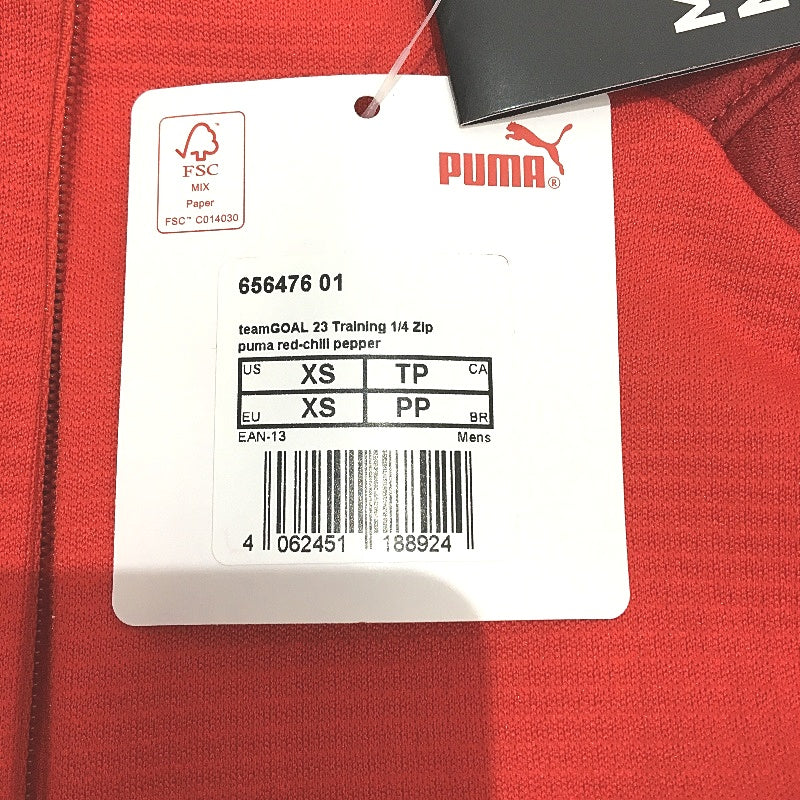 FSC
MIX
Paper
FSC™ C014030
PUMA®
656476 01
teamGOAL 23 Training 1/4 Zip
puma red-chili pepper
US XS TP CA
EU XS PP BR
EAN-13 Mens
4 062451 188924